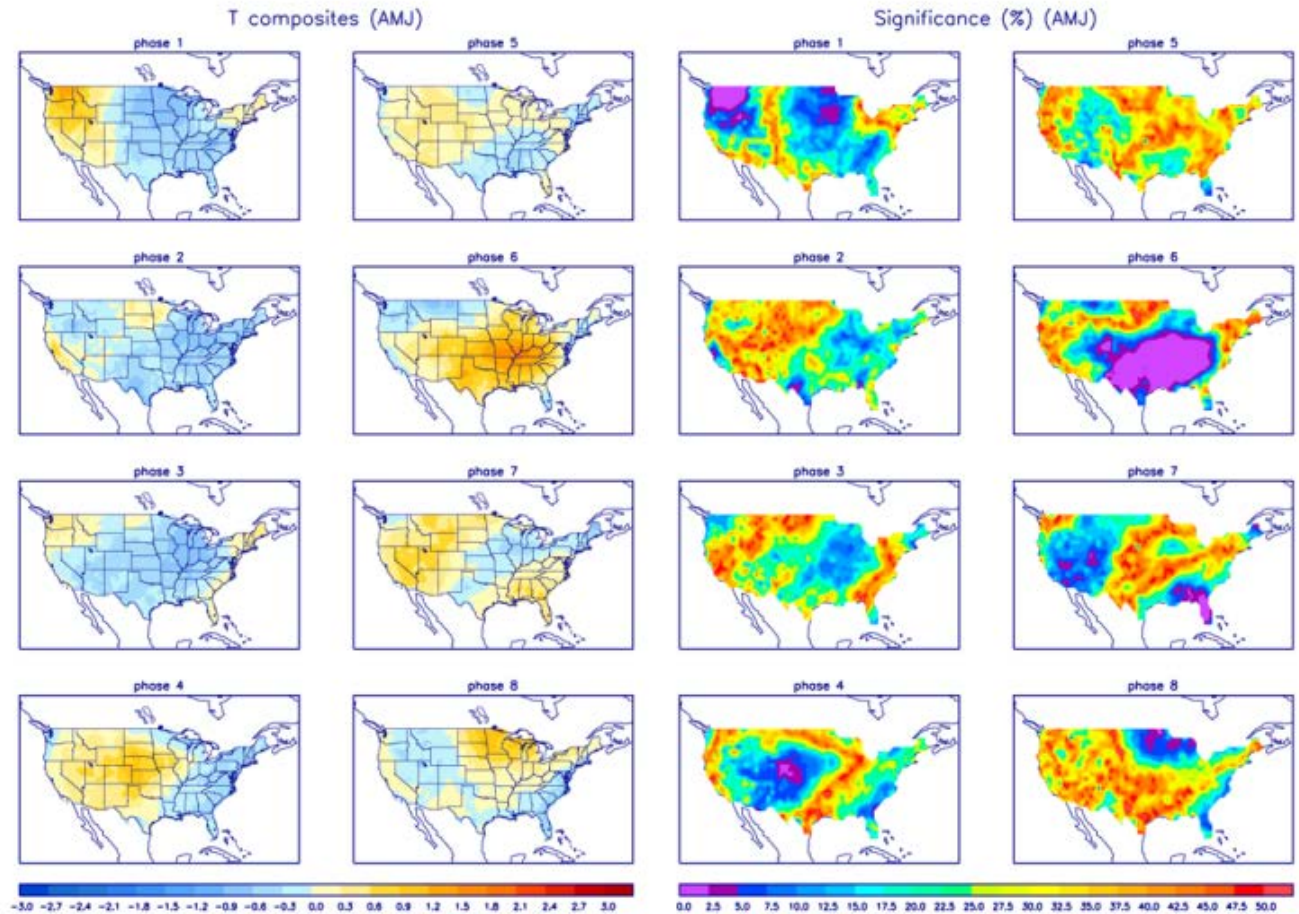 T composites (AMJ)
Significance (%) (AMJ)
phase 1
phase 5
phase 1
phase 5
phase 2
phase 6
phase 2
phase 6
phase 3
phase 7
phase 3
phase 7
phase 4
phase 8
phase 4
phase 8
-3.0 -2.7 -2.4 -2.1 -1.8 -1.5 -1.2 -0.9 -0.6 -0.3 0.0 0.3 0.6 0.9 1.2 1.5 1.8 2.1 2.4 2.7 3.0
0.0 2.5 5.0 7.5 10.0 12.5 15.0 17.5 20.0 22.5 25.0 27.5 30.0 32.5 35.0 37.5 40.0 42.5 45.0 47.5 50.0